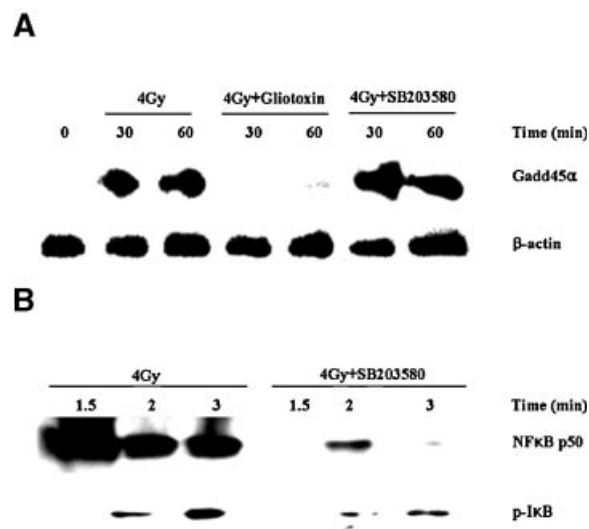 A
4Gy 4Gy+Gliotoxin 4Gy+SB203580
0 30 60 30 60 30 60 Time (min)
Gadd45α
β-actin
B
4Gy 4Gy+SB203580
1.5 2 3 1.5 2 3 Time (min)
NFκB p50
p-IκB